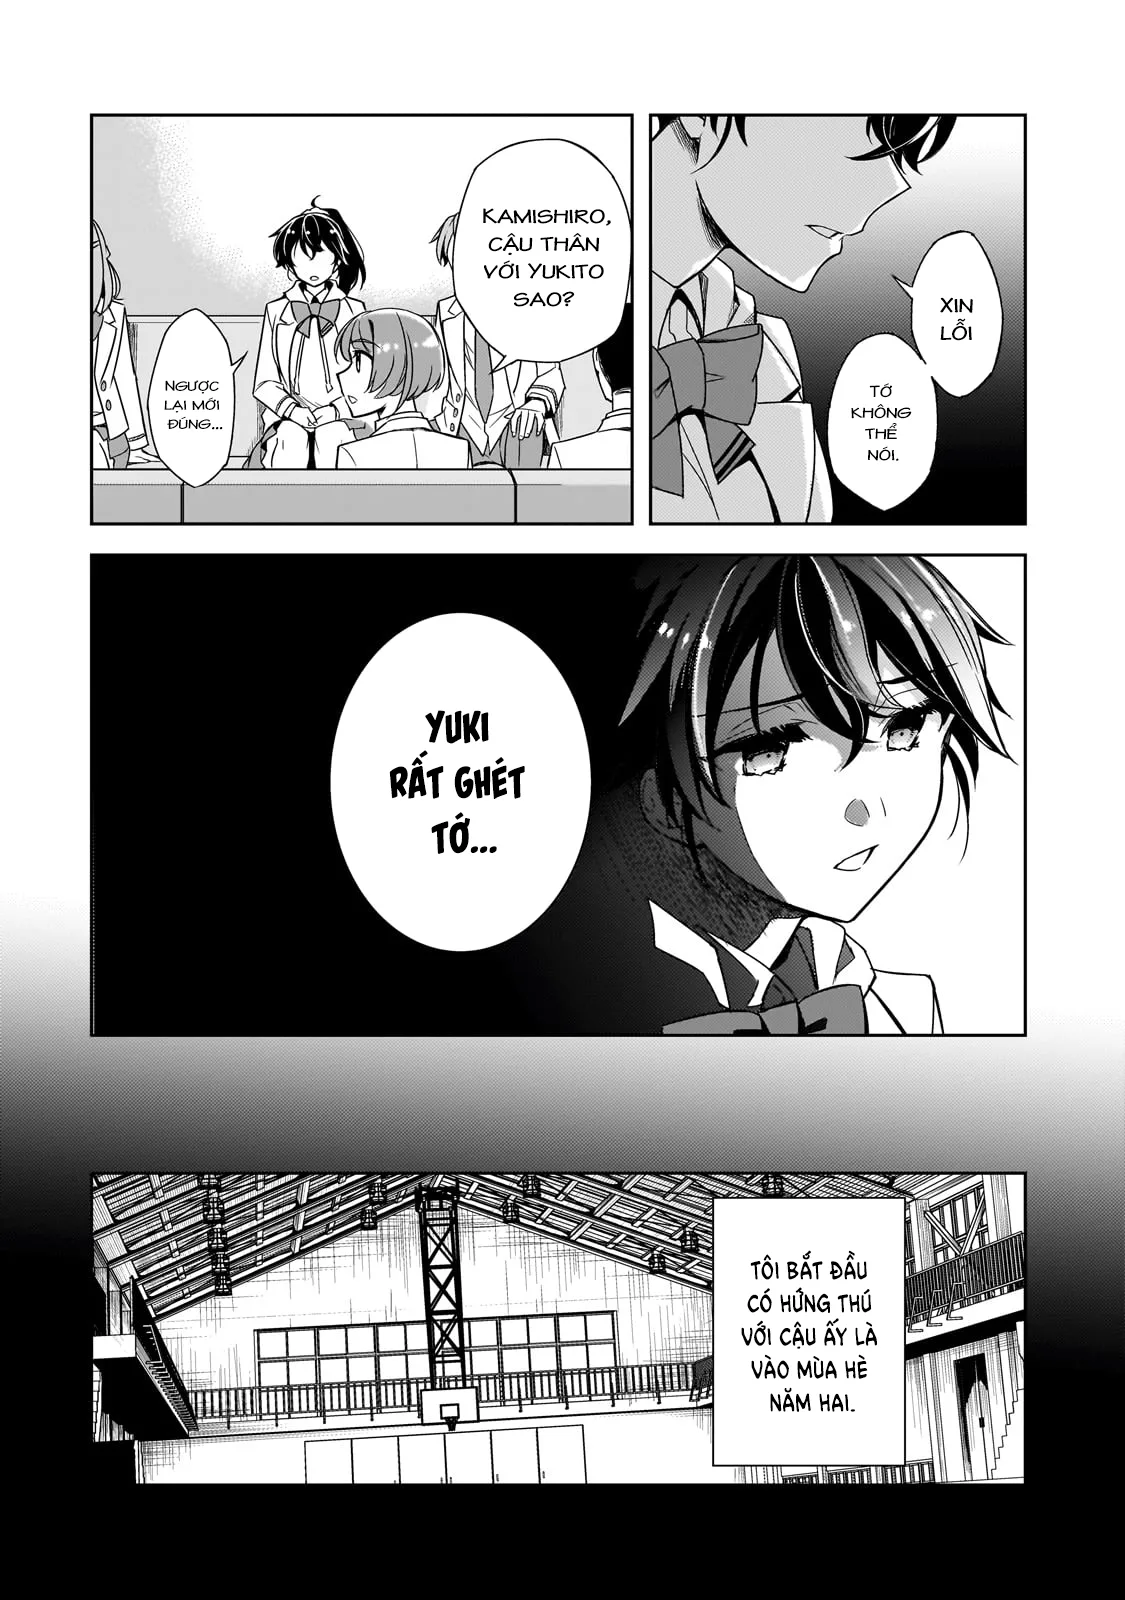 KAMISHIRO,
CẬU THÂN
VỚI YUKITO
SAO?
NGƯỢC
LẠI MỚI
ĐÚNG...
XIN
LỖI
TỚ
KHÔNG
THỂ
NÓI.
YUKI
RẤT GHÉT
TỚ...
TÔI BẮT ĐẦU
CÓ HỨNG THÚ
VỚI CẬU ẤY LÀ
VÀO MÙA HÈ
NĂM HAI.